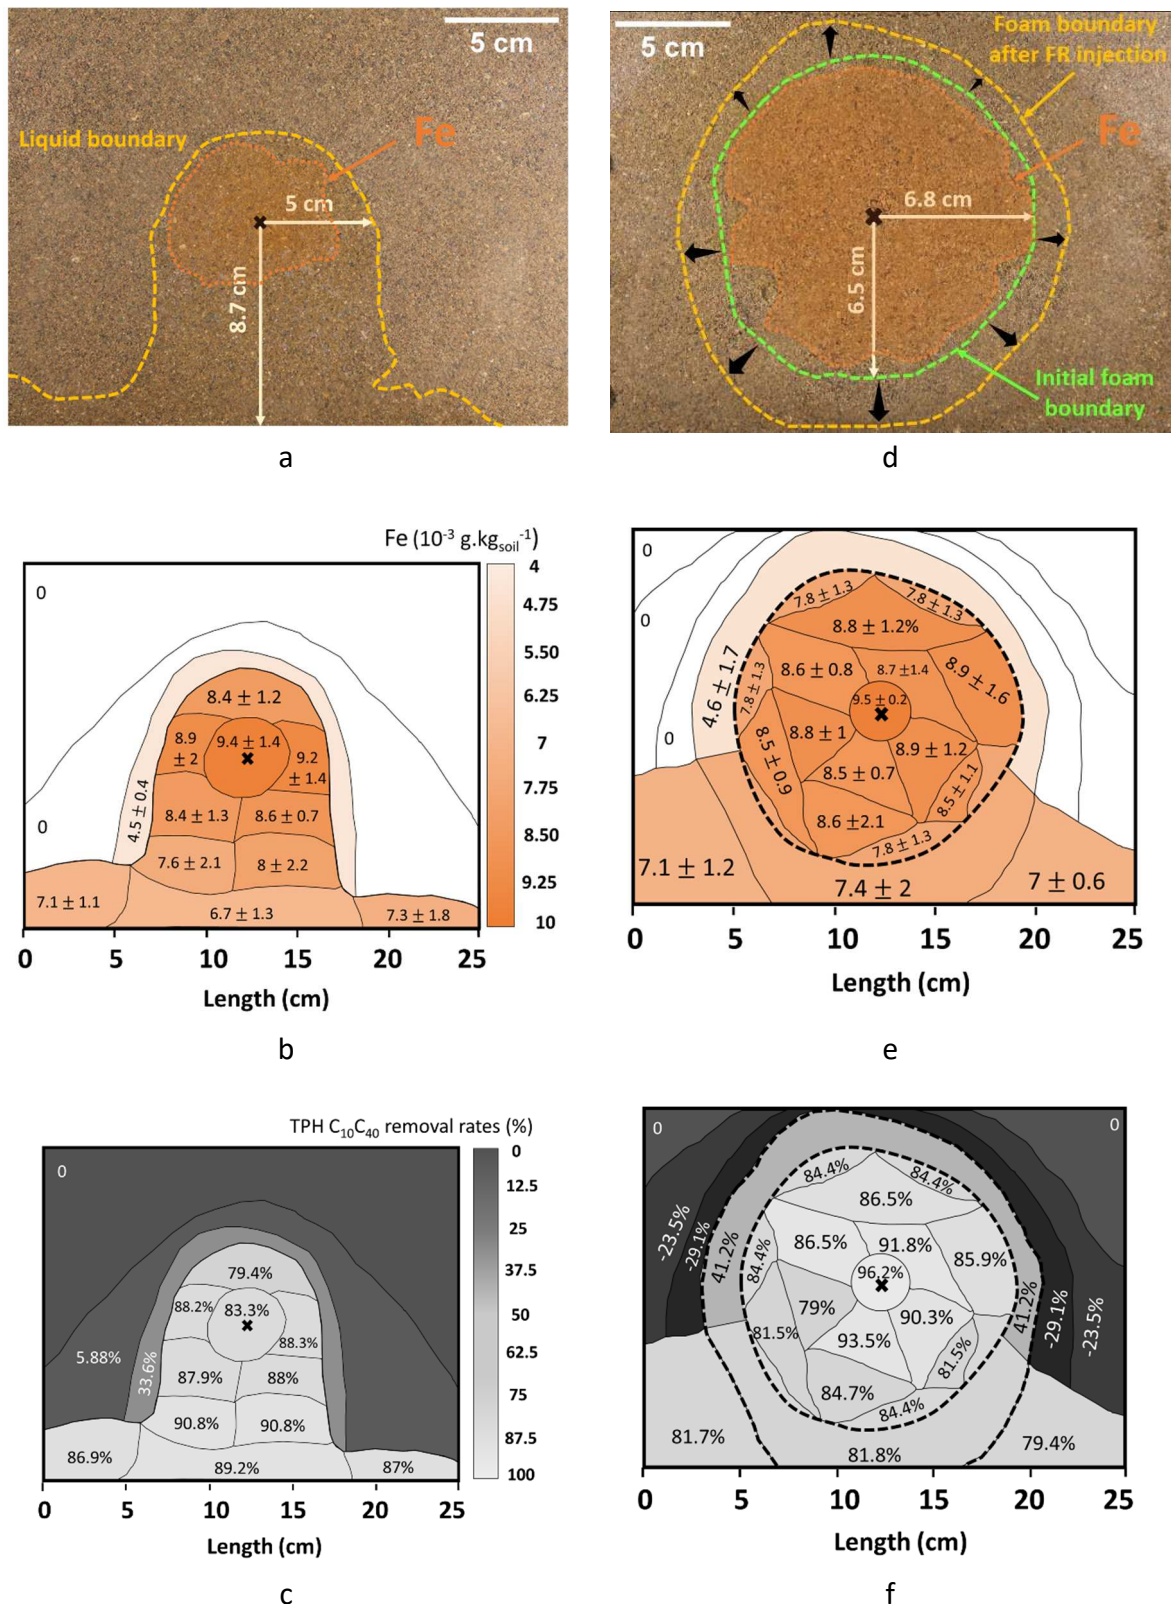 5 cm
Liquid boundary
Fe
5 cm
8.7 cm
a
5 cm
Foam boundary
after FR injection
Fe
6.8 cm
6.5 cm
Initial foam
boundary
d
Fe (10⁻³ g.kgsoil⁻¹)
4
4.75
5.50
6.25
7
7.75
8.50
9.25
10
0
0
8.4 ± 1.2
8.9
± 2
9.4 ± 1.4
9.2
± 1.4
4.5 ± 0.4
8.4 ± 1.3
8.6 ± 0.7
7.6 ± 2.1
8 ± 2.2
7.1 ± 1.1
6.7 ± 1.3
7.3 ± 1.8
0 5 10 15 20 25
Length (cm)
b
0
0
0
7.8 ± 1.3
7.8 ± 1.3
8.8 ± 1.2%
4.6 ± 1.7
7.8 ± 1.3
8.6 ± 0.8
8.7 ±1.4
8.9 ± 1.6
9.5 ± 0.2
8.8 ± 1
8.9 ± 1.2
8.5 ± 0.9
8.5 ± 0.7
8.5 ± 1.1
8.6 ±2.1
7.8 ± 1.3
7.1 ± 1.2
7.4 ± 2
7 ± 0.6
0 5 10 15 20 25
Length (cm)
e
TPH C₁₀C₄₀ removal rates (%)
0
12.5
25
37.5
50
62.5
75
87.5
100
0
79.4%
88.2%
83.3%
88.3%
5.88%
33.6%
87.9%
88%
90.8%
90.8%
86.9%
89.2%
87%
0 5 10 15 20 25
Length (cm)
c
0
0
84.4%
84.4%
86.5%
-23.5%
-29.1%
41.2%
84.4%
86.5%
91.8%
85.9%
96.2%
79%
90.3%
41.2%
-29.1%
-23.5%
81.5%
93.5%
81.5%
84.7%
84.4%
81.7%
81.8%
79.4%
0 5 10 15 20 25
Length (cm)
f